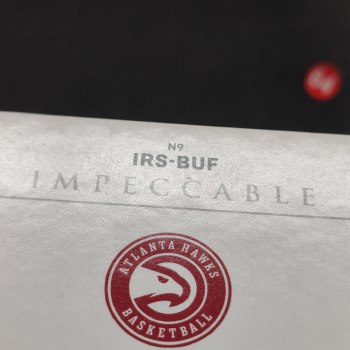 Nº
IRS-BUF
IMPECCABLE
ATLANTA HAWKS
BASKETBALL